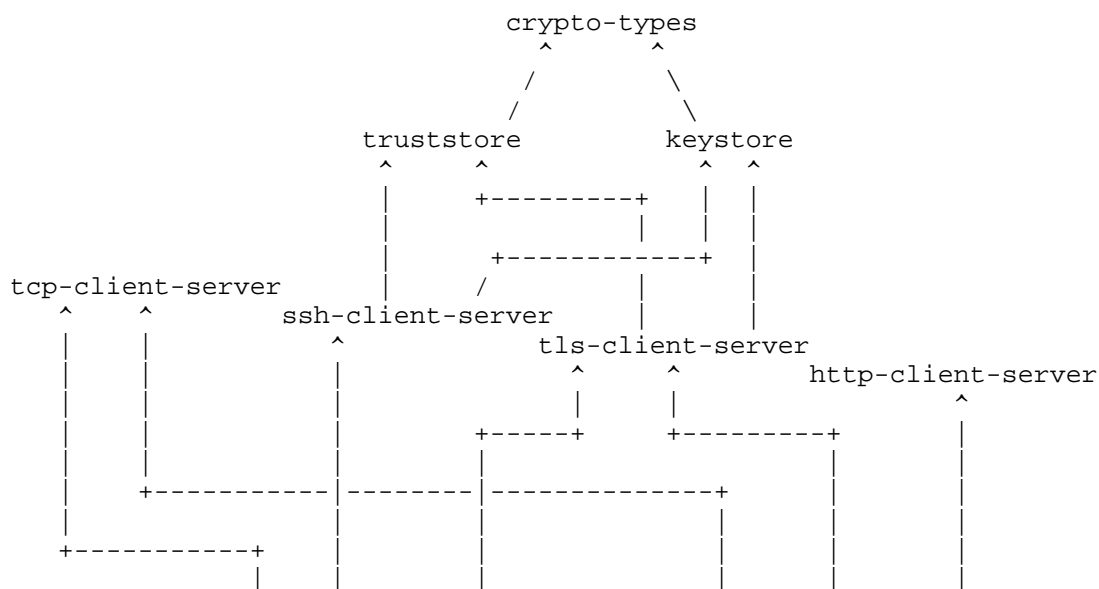 crypto-types
truststore keystore
tcp-client-server
ssh-client-server
tls-client-server
http-client-server